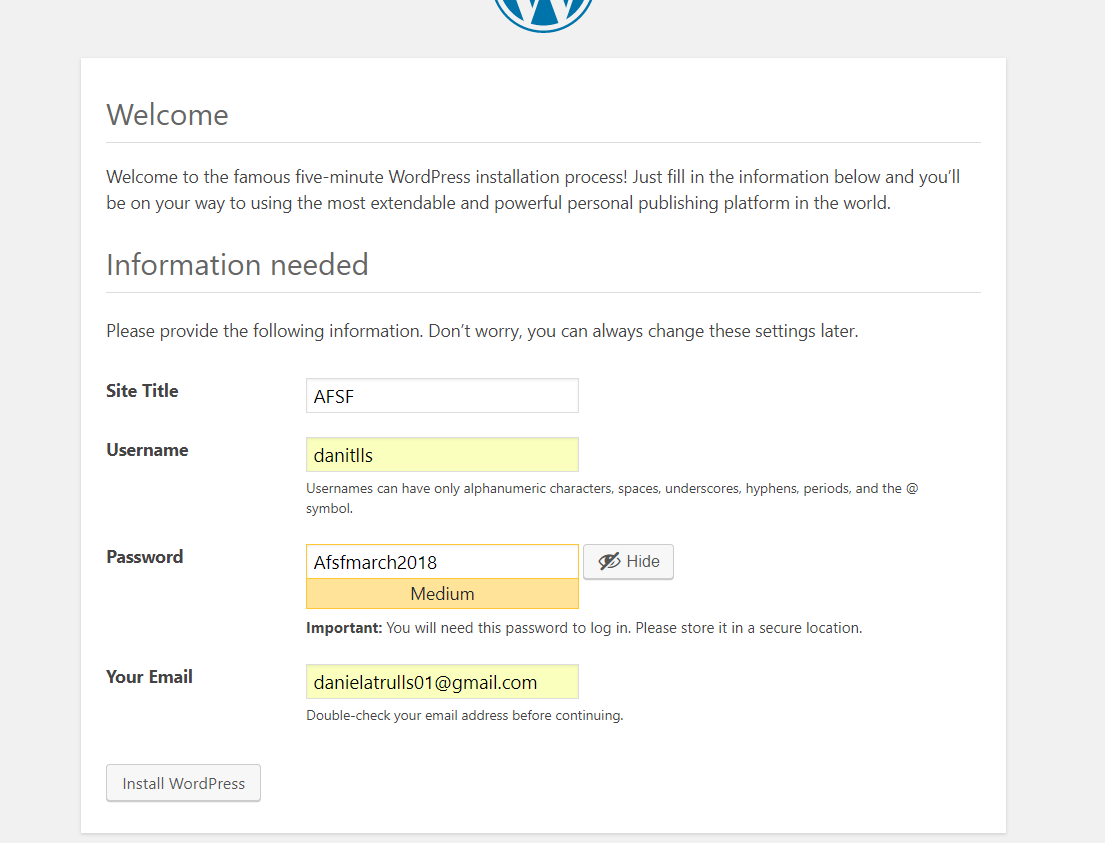 Welcome
Welcome to the famous five-minute WordPress installation process! Just fill in the information below and you’ll
be on your way to using the most extendable and powerful personal publishing platform in the world.
Information needed
Please provide the following information. Don’t worry, you can always change these settings later.
Site Title
AFSF
Username
danitlls
Usernames can have only alphanumeric characters, spaces, underscores, hyphens, periods, and the @
symbol.
Password
Afsfmarch2018
Hide
Medium
Important: You will need this password to log in. Please store it in a secure location.
Your Email
danielatrulls01@gmail.com
Double-check your email address before continuing.
Install WordPress